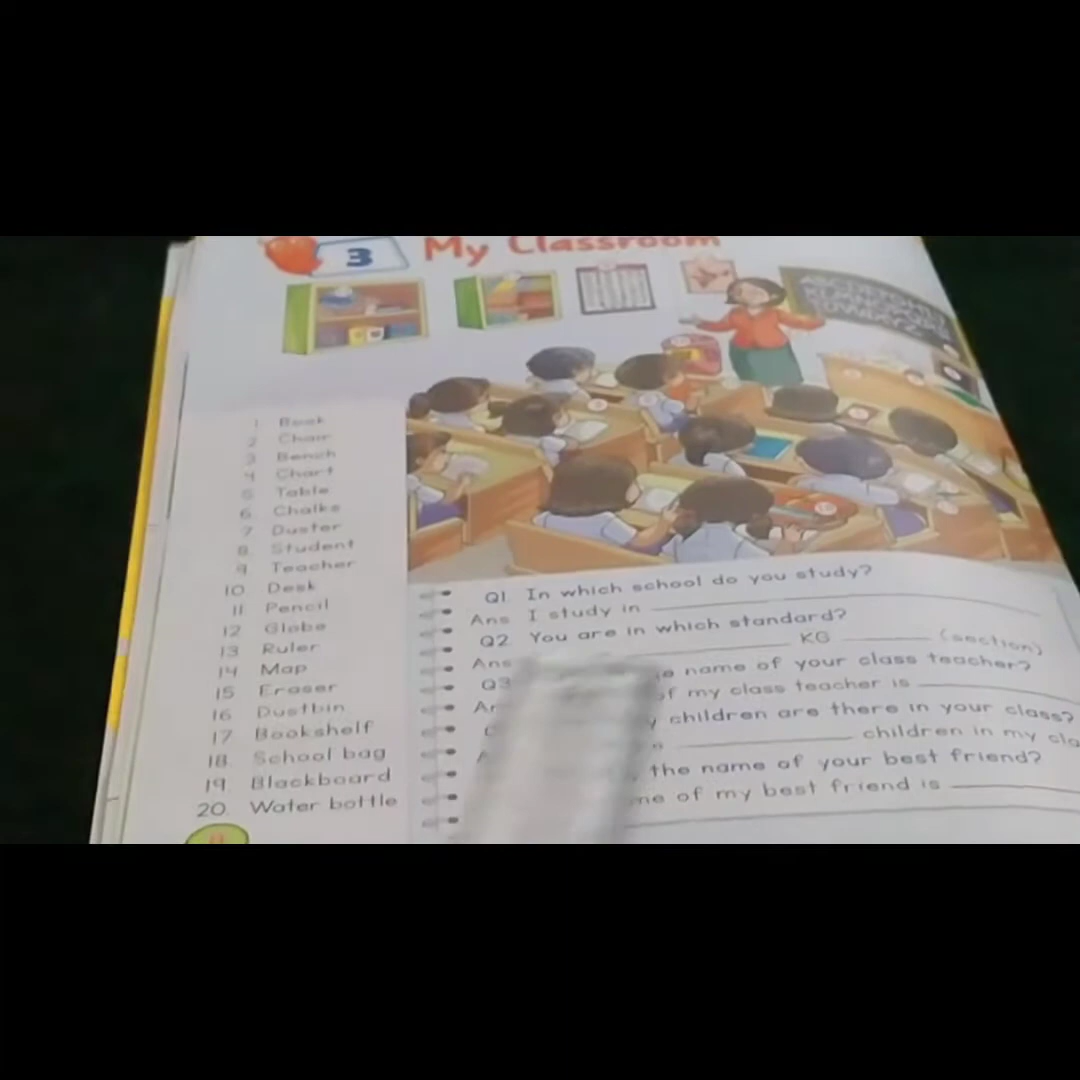 3 My Classroom
1 Book
2 Chair
3 Bench
4 Chart
5 Table
6 Chalks
7 Duster
8. Student
9 Teacher
10 Desk
11 Pencil
12 Globe
13 Ruler
14 Map
15 Eraser
16 Dustbin
17 Bookshelf
18. School bag
19. Blackboard
20. Water bottle
Q1 In which school do you study?
Ans I study in
Q2 You are in which standard?
Ans KG (section)
Q3 name of your class teacher?
of my class teacher is
children are there in your class?
children in my
the name of your best friend?
of my best friend is